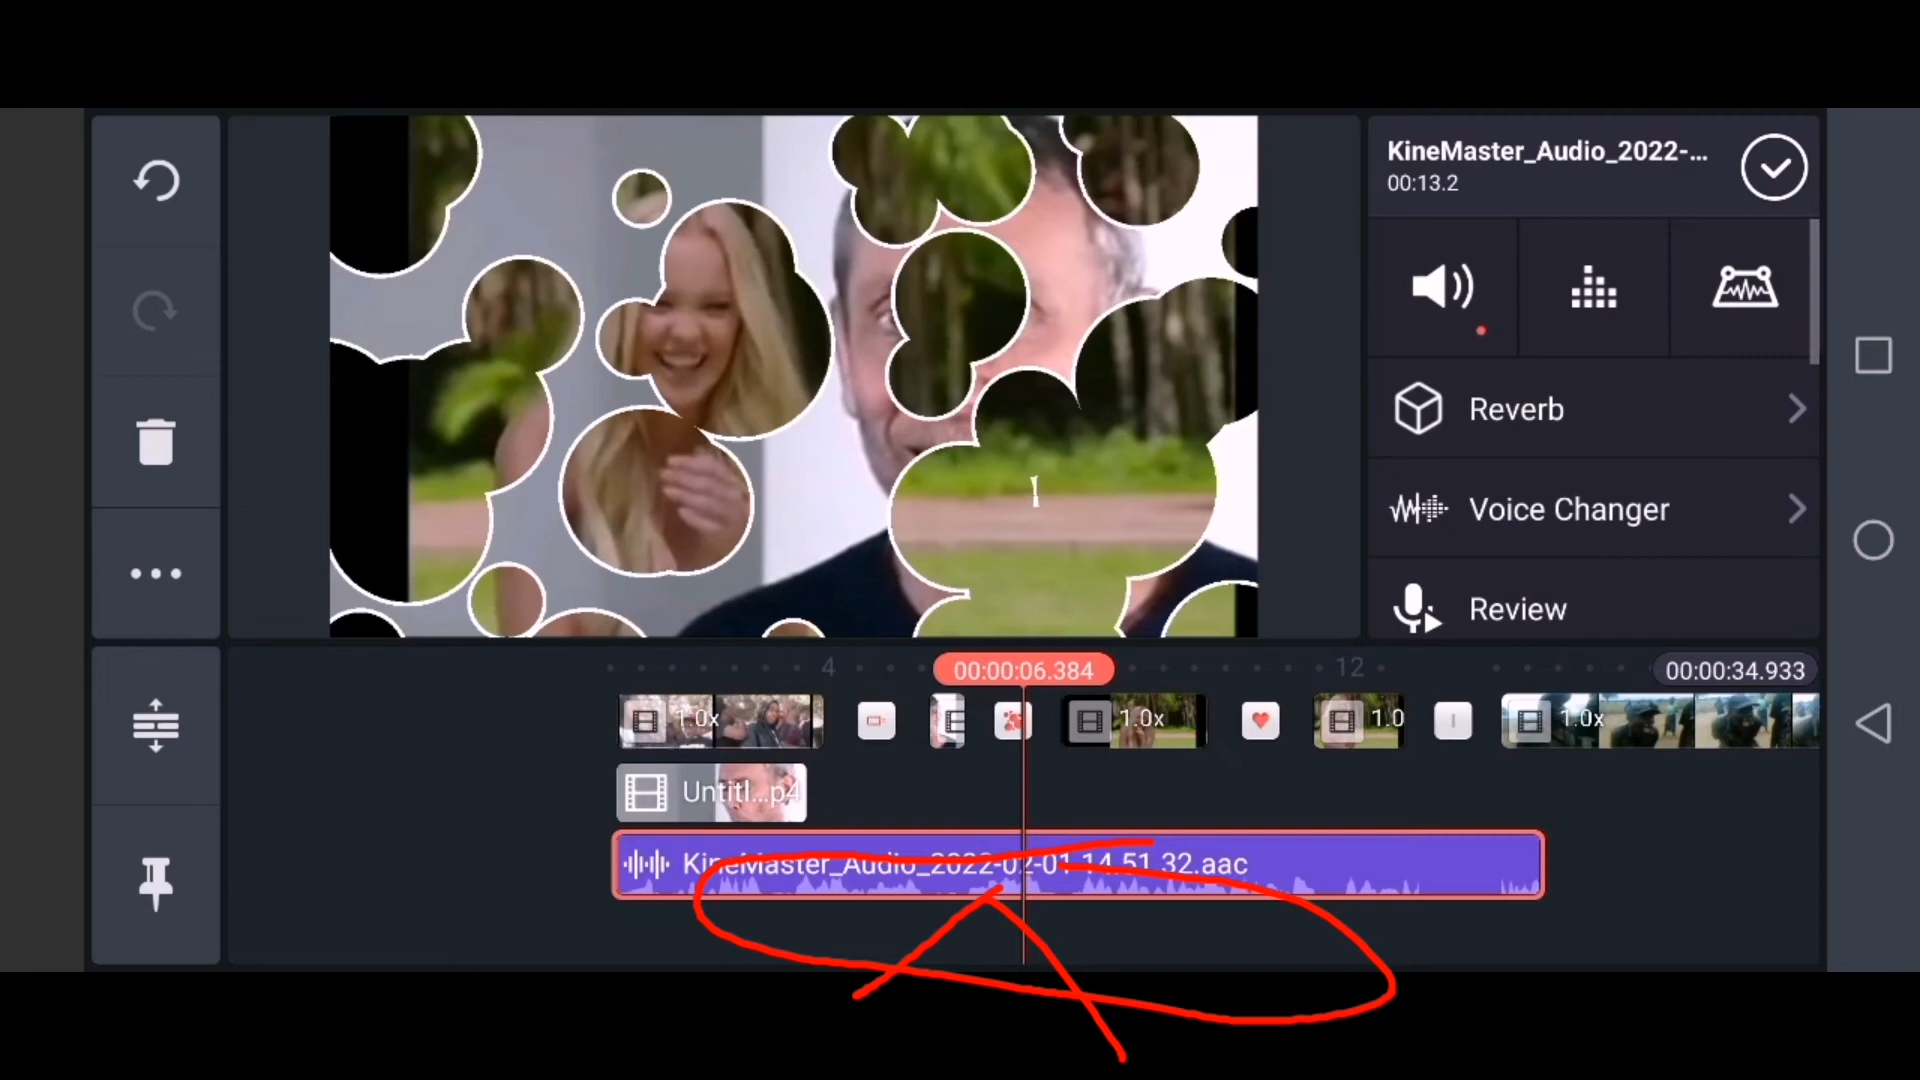 KineMaster_Audio_2022-...
00:13.2
Reverb
Voice Changer
Review
4
00:00:06.384
12
00:00:34.933
1.0x
1.0x
1.0
1.0x
Untitl...p4
KineMaster_Audio_2022-02-01-14.51.32.aac